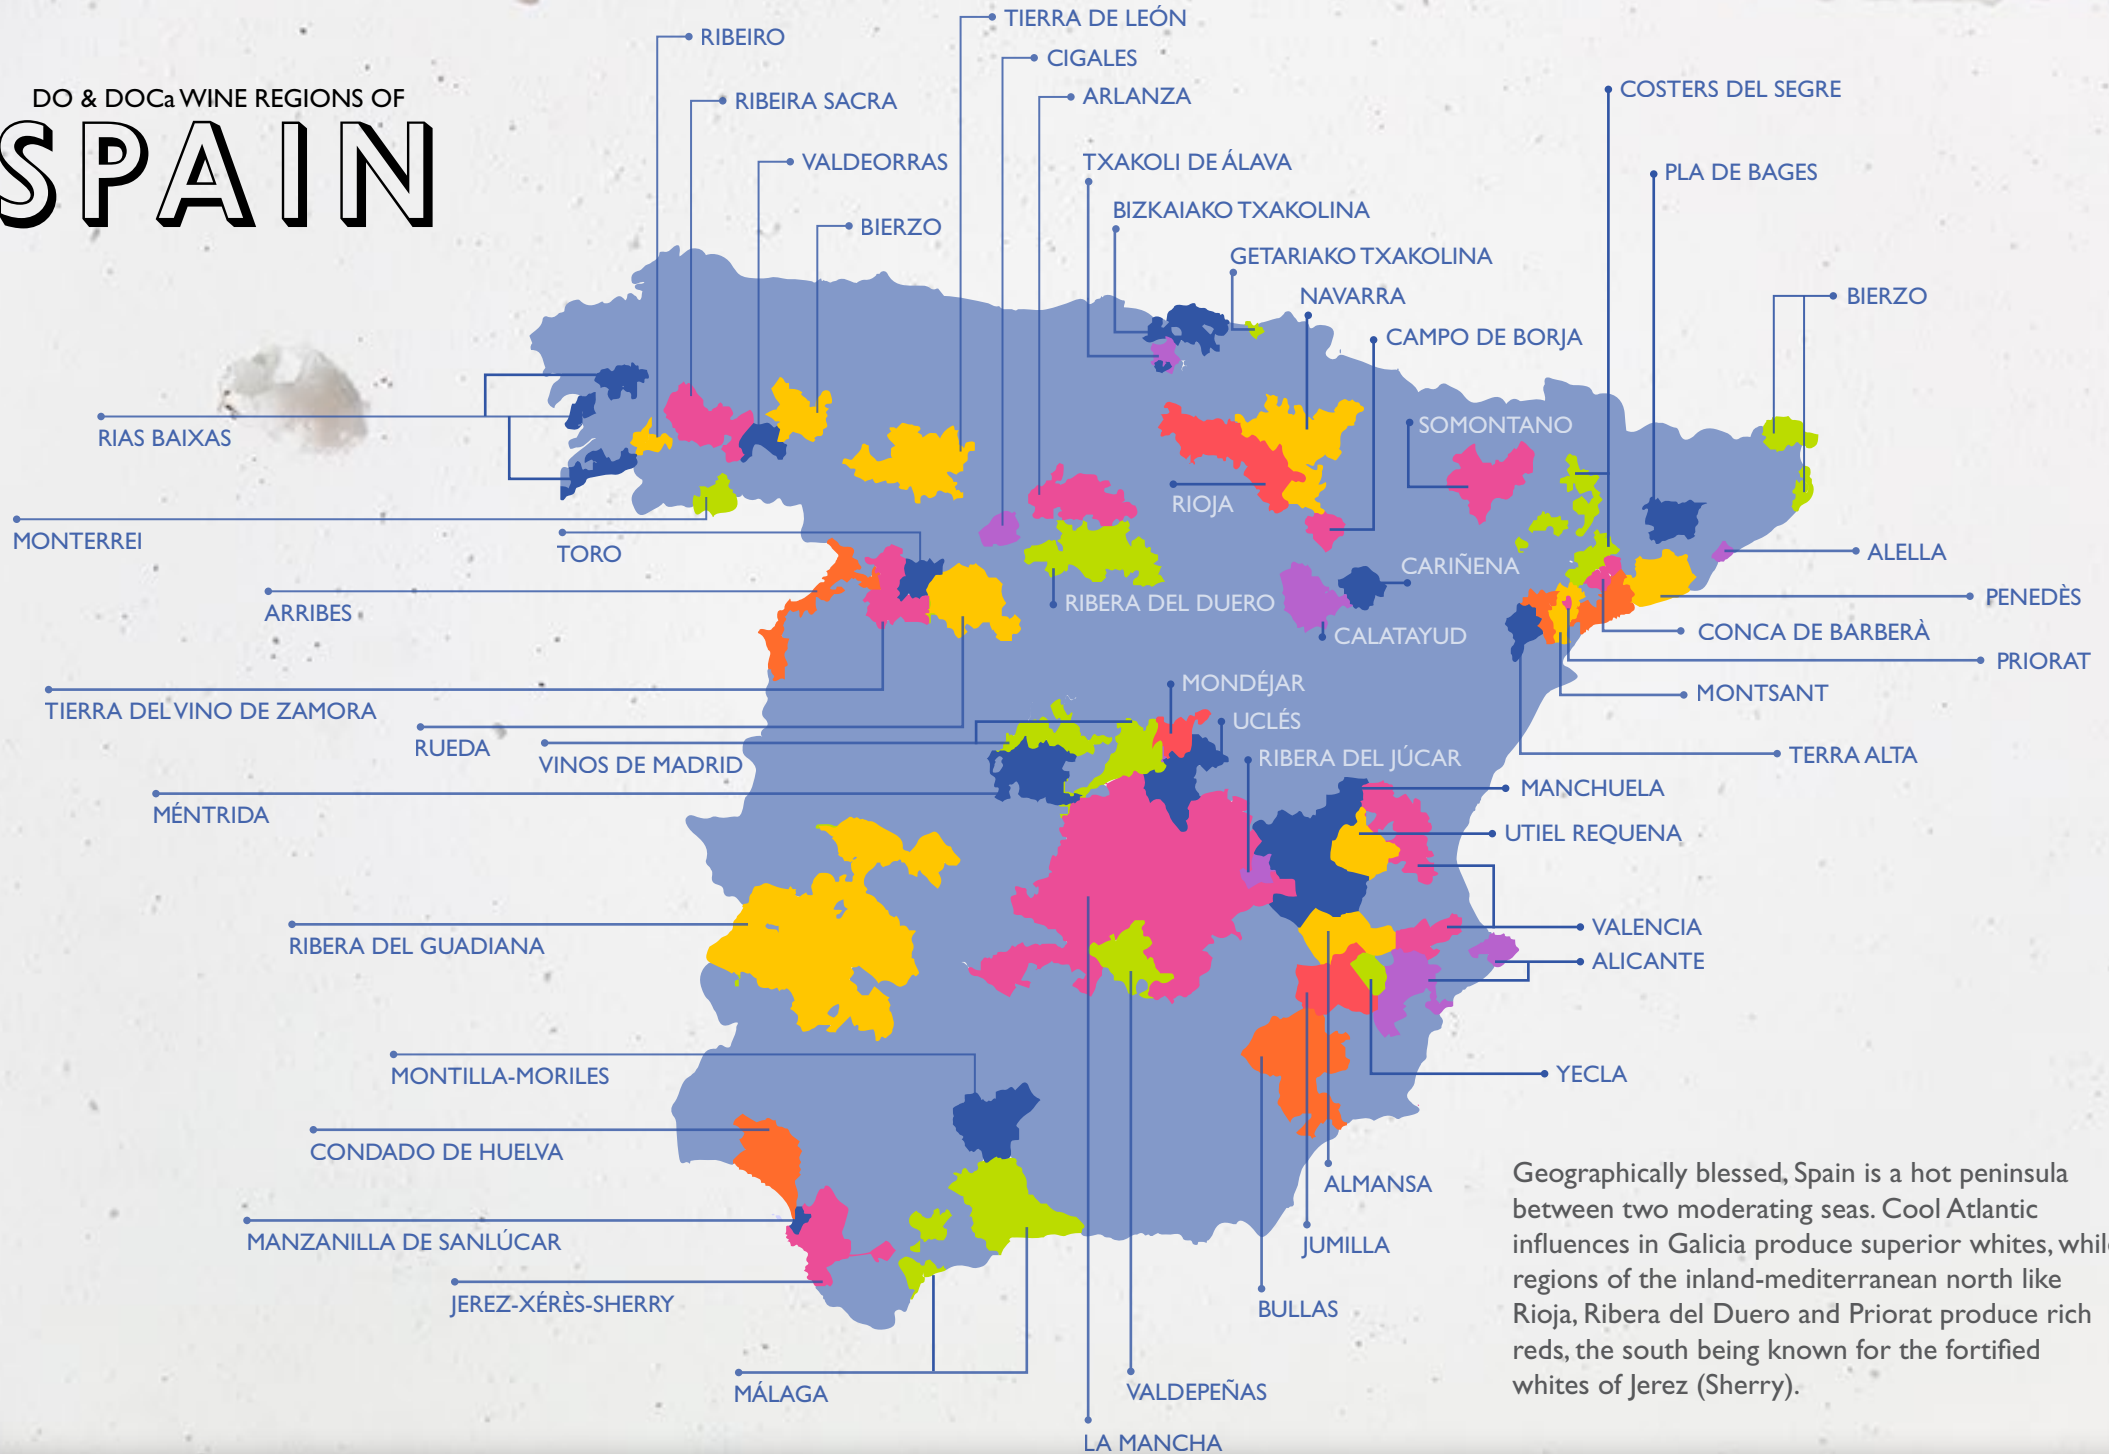 DO & DOCa WINE REGIONS OF
SPAIN
TIERRA DE LEÓN
RIBEIRO
CIGALES
RIBEIRA SACRA
ARLANZA
COSTERS DEL SEGRE
VALDEORRAS
TXAKOLI DE ÁLAVA
PLA DE BAGES
BIERZO
BIZKAIAKO TXAKOLINA
GETARIAKO TXAKOLINA
NAVARRA
BIERZO
CAMPO DE BORJA
RIAS BAIXAS
SOMONTANO
RIOJA
MONTERREI
TORO
CARIÑENA
ALELLA
ARRIBES
RIBERA DEL DUERO
PENEDÈS
CALATAYUD
CONCA DE BARBERÀ
PRIORAT
MONDÉJAR
MONTSANT
TIERRA DEL VINO DE ZAMORA
UCLÉS
RUEDA
VINOS DE MADRID
RIBERA DEL JÚCAR
TERRA ALTA
MÉNTRIDA
MANCHUELA
UTIEL REQUENA
RIBERA DEL GUADIANA
VALENCIA
ALICANTE
MONTILLA-MORILES
YECLA
CONDADO DE HUELVA
ALMANSA
MANZANILLA DE SANLÚCAR
JUMILLA
JEREZ-XÉRÈS-SHERRY
BULLAS
MÁLAGA
VALDEPEÑAS
LA MANCHA
Geographically blessed, Spain is a hot peninsula
between two moderating seas. Cool Atlantic
influences in Galicia produce superior whites, whil
regions of the inland-mediterranean north like
Rioja, Ribera del Duero and Priorat produce rich
reds, the south being known for the fortified
whites of Jerez (Sherry).